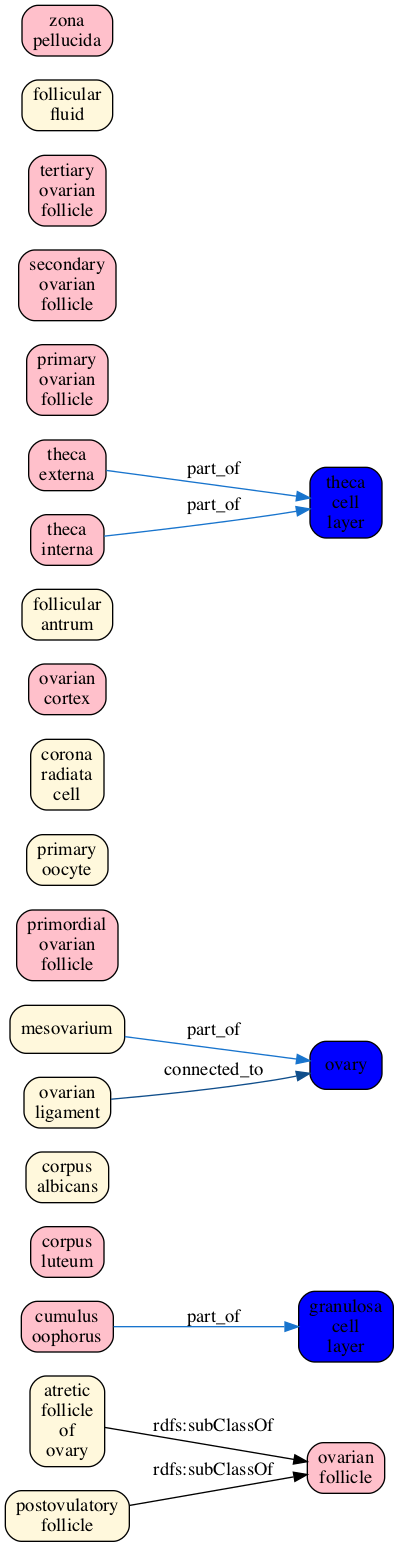 zona
pellucida
follicular
fluid
tertiary
ovarian
follicle
secondary
ovarian
follicle
primary
ovarian
follicle
theca
externa
part_of
theca
cell
layer
part_of
theca
interna
follicular
antrum
ovarian
cortex
corona
radiata
cell
primary
oocyte
primordial
ovarian
follicle
mesovarium
part_of
ovary
connected_to
ovarian
ligament
corpus
albicans
corpus
luteum
cumulus
oophorus
part_of
granulosa
cell
layer
atretic
follicle
of
ovary
rdfs:subClassOf
ovarian
follicle
rdfs:subClassOf
postovulatory
follicle